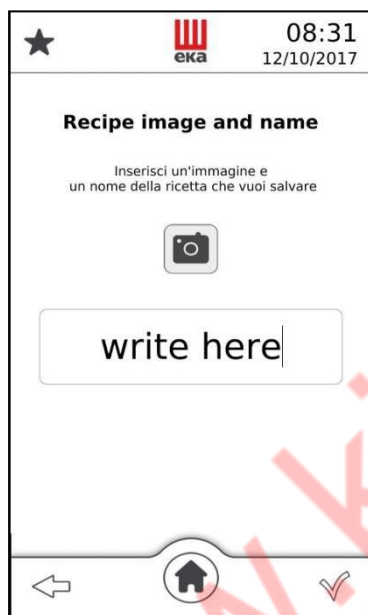 08:31
eка
12/10/2017
Recipe image and name
Inserisci un'immagine e
un nome della ricetta che vuoi salvare
write here